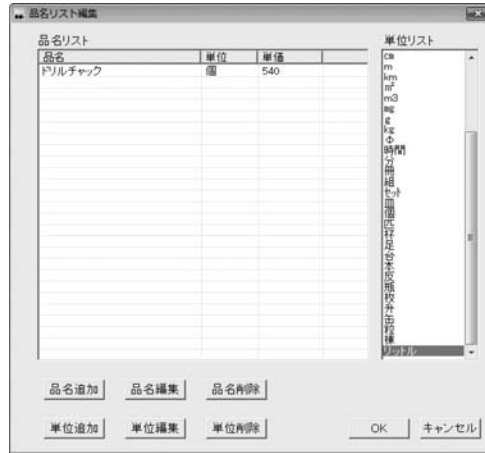 品名リスト編集
品名リスト
単位リスト
品名 単位 単価
ドリルチャック 個 540
cm
m
km
m²
m3
mg
g
kg
Φ
時間
分
冊
組
セット
皿
個
匹
杯
足
台
本
反
瓶
枚
升
缶
粒
棟
リットル
品名追加 品名編集 品名削除
単位追加 単位編集 単位削除 OK キャンセル